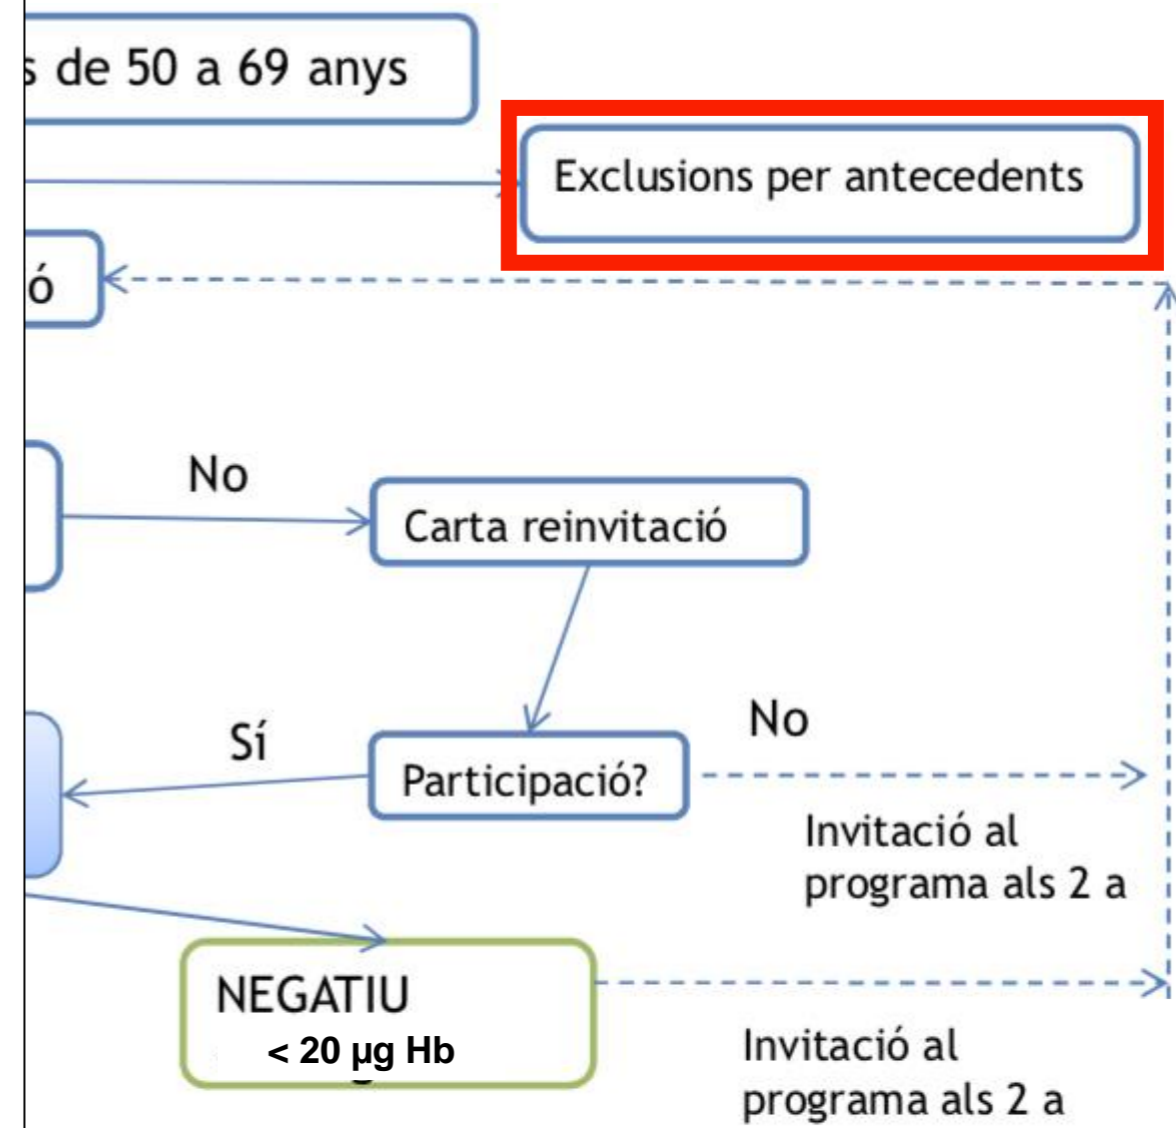 s de 50 a 69 anys
Exclusions per antecedents
ó
No
Carta reinvitació
Sí
Participació?
No
Invitació al
programa als 2 a
NEGATIU
< 20 µg Hb
Invitació al
programa als 2 a